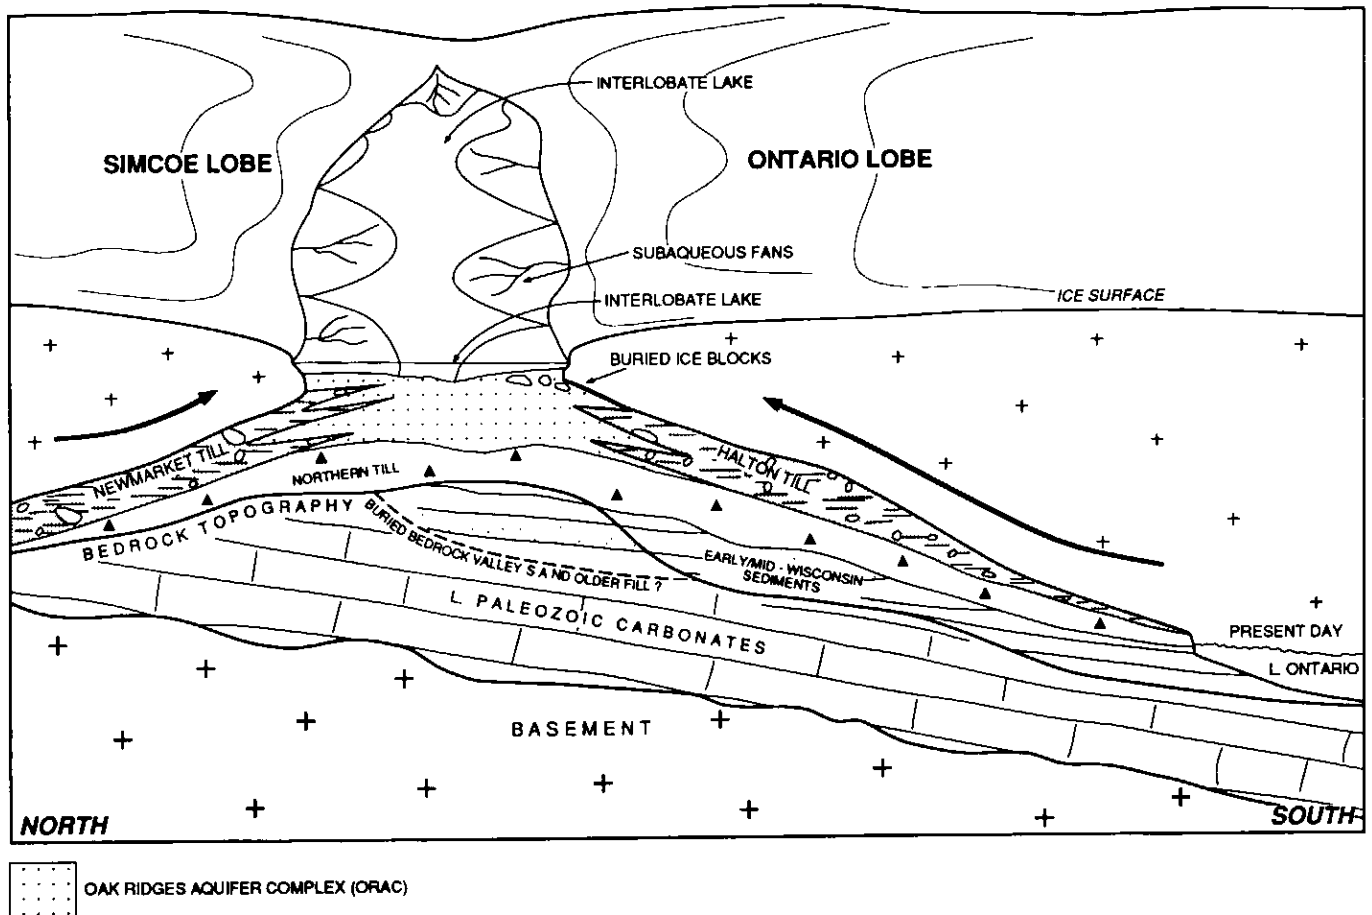 INTERLOBATE LAKE
SIMCOE LOBE
ONTARIO LOBE
SUBAQUEOUS FANS
INTERLOBATE LAKE
ICE SURFACE
BURIED ICE BLOCKS
NEWMARKET TILL
HALTON TILL
NORTHERN TILL
BEDROCK TOPOGRAPHY
BURIED BEDROCK VALLEY S A ND OLDER FILL ?
EARLY/MID - WISCONSIN
SEDIMENTS
L. PALEOZOIC CARBONATES
PRESENT DAY
L. ONTARIO
BASEMENT
NORTH
SOUTH
OAK RIDGES AQUIFER COMPLEX (ORAC)